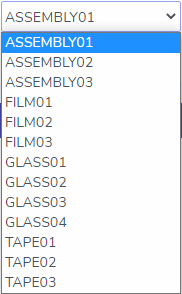 ASSEMBLY01
ASSEMBLY01
ASSEMBLY02
ASSEMBLY03
FILM01
FILM02
FILM03
GLASS01
GLASS02
GLASS03
GLASS04
TAPE01
TAPE02
TAPE03